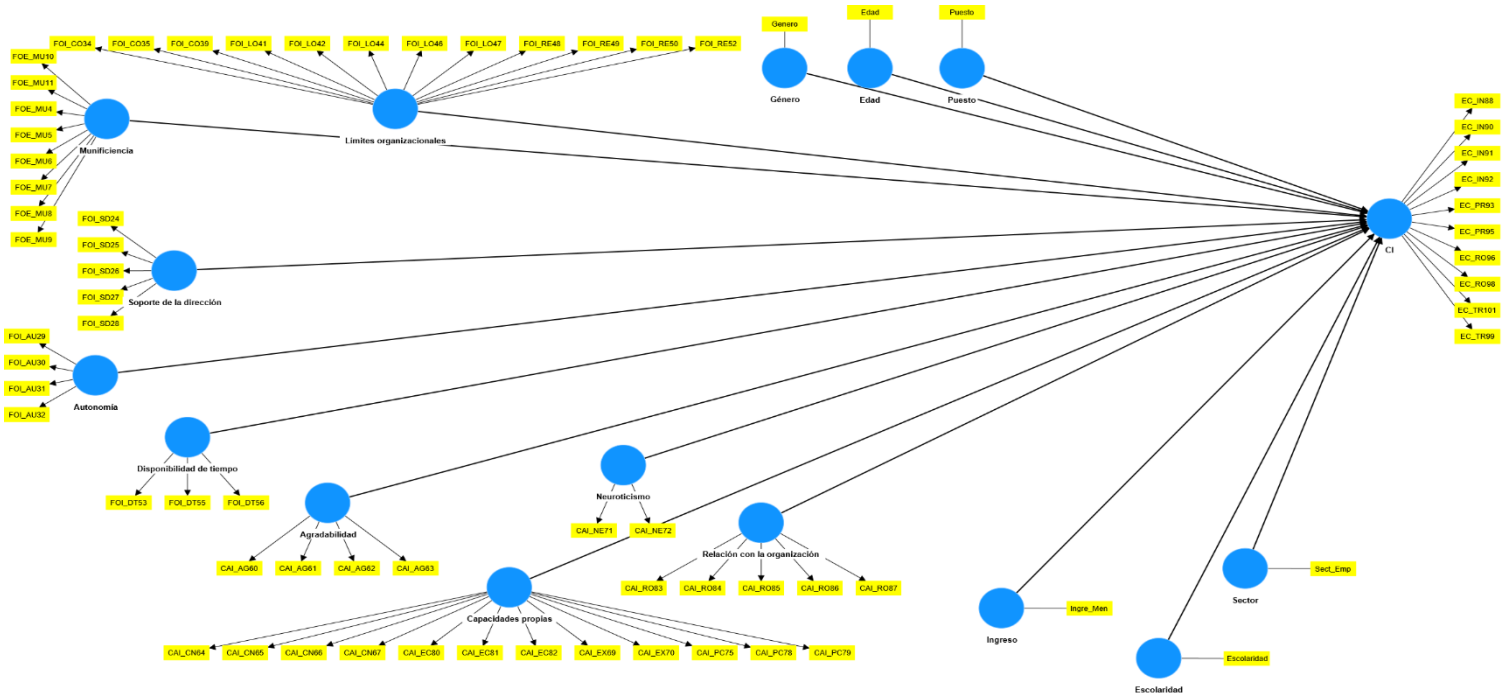 Edad
Puesto
Genero
FOI_CO34
FOI_CO35
FOI_CO39
FOI_LO41
FOI_LO42
FOI_LO44
FOI_LO46
FOI_LO47
FOI_RE48
FOI_RE49
FOI_RE50
FOI_RE52
Género
Edad
Puesto
Límites organizacionales
FOE_MU10
FOE_MU11
FOE_MU4
FOE_MU5
FOE_MU6
FOE_MU7
FOE_MU8
FOE_MU9
Munificiencia
EC_IN88
EC_IN90
EC_IN91
EC_IN92
EC_PR93
EC_PR95
EC_RO96
EC_RO98
EC_TR101
EC_TR99
CI
FOI_SD24
FOI_SD25
FOI_SD26
FOI_SD27
FOI_SD28
Soporte de la dirección
FOI_AU29
FOI_AU30
FOI_AU31
FOI_AU32
Autonomía
Disponibilidad de tiempo
FOI_DT53
FOI_DT55
FOI_DT56
Agradabilidad
CAI_AG60
CAI_AG61
CAI_AG62
CAI_AG63
Neuroticismo
CAI_NE71
CAI_NE72
Relación con la organización
CAI_RO83
CAI_RO84
CAI_RO85
CAI_RO86
CAI_RO87
Capacidades propias
CAI_CN64
CAI_CN65
CAI_CN66
CAI_CN67
CAI_EC80
CAI_EC81
CAI_EC82
CAI_EX69
CAI_EX70
CAI_PC75
CAI_PC78
CAI_PC79
Sect_Emp
Sector
Ingre_Men
Ingreso
Escolaridad
Escolaridad